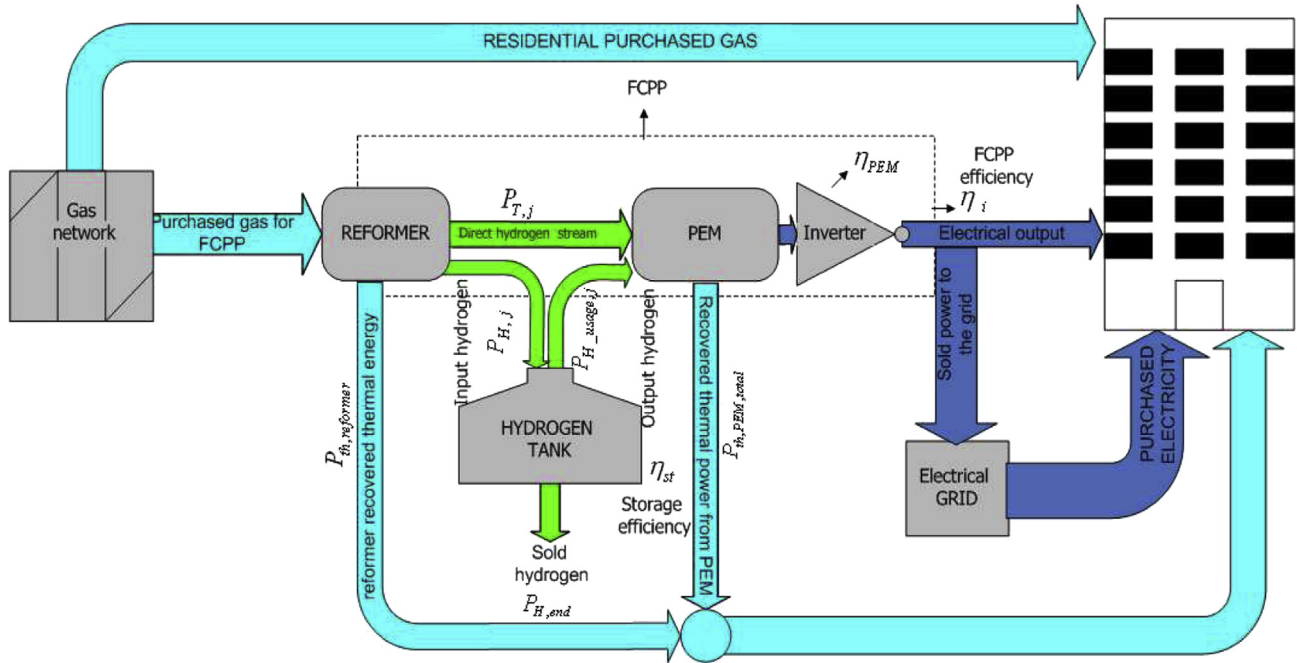 RESIDENTIAL PURCHASED GAS
FCPP
η_PEM
FCPP
efficiency
η_i
Gas
network
Purchased gas for
FCPP
REFORMER
P_T,j
Direct hydrogen stream
PEM
Inverter
Electrical output
Input hydrogen
P_H,j
P_H_usage,j
Output hydrogen
HYDROGEN
TANK
η_st
Storage
efficiency
Sold
hydrogen
P_H,end
P_th,reformer
reformer recovered thermal energy
Recovered thermal power from PEM
P_th,PEM,total
Sold power to
the grid
Electrical
GRID
PURCHASED
ELECTRICITY